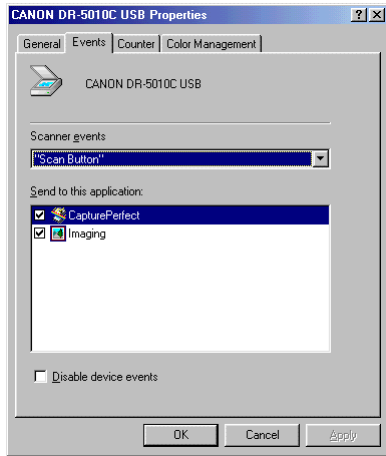 CANON DR-5010C USB Properties
General Events Counter Color Management
CANON DR-5010C USB
Scanner events
"Scan Button"
Send to this application:
CapturePerfect
Imaging
Disable device events
OK Cancel Apply